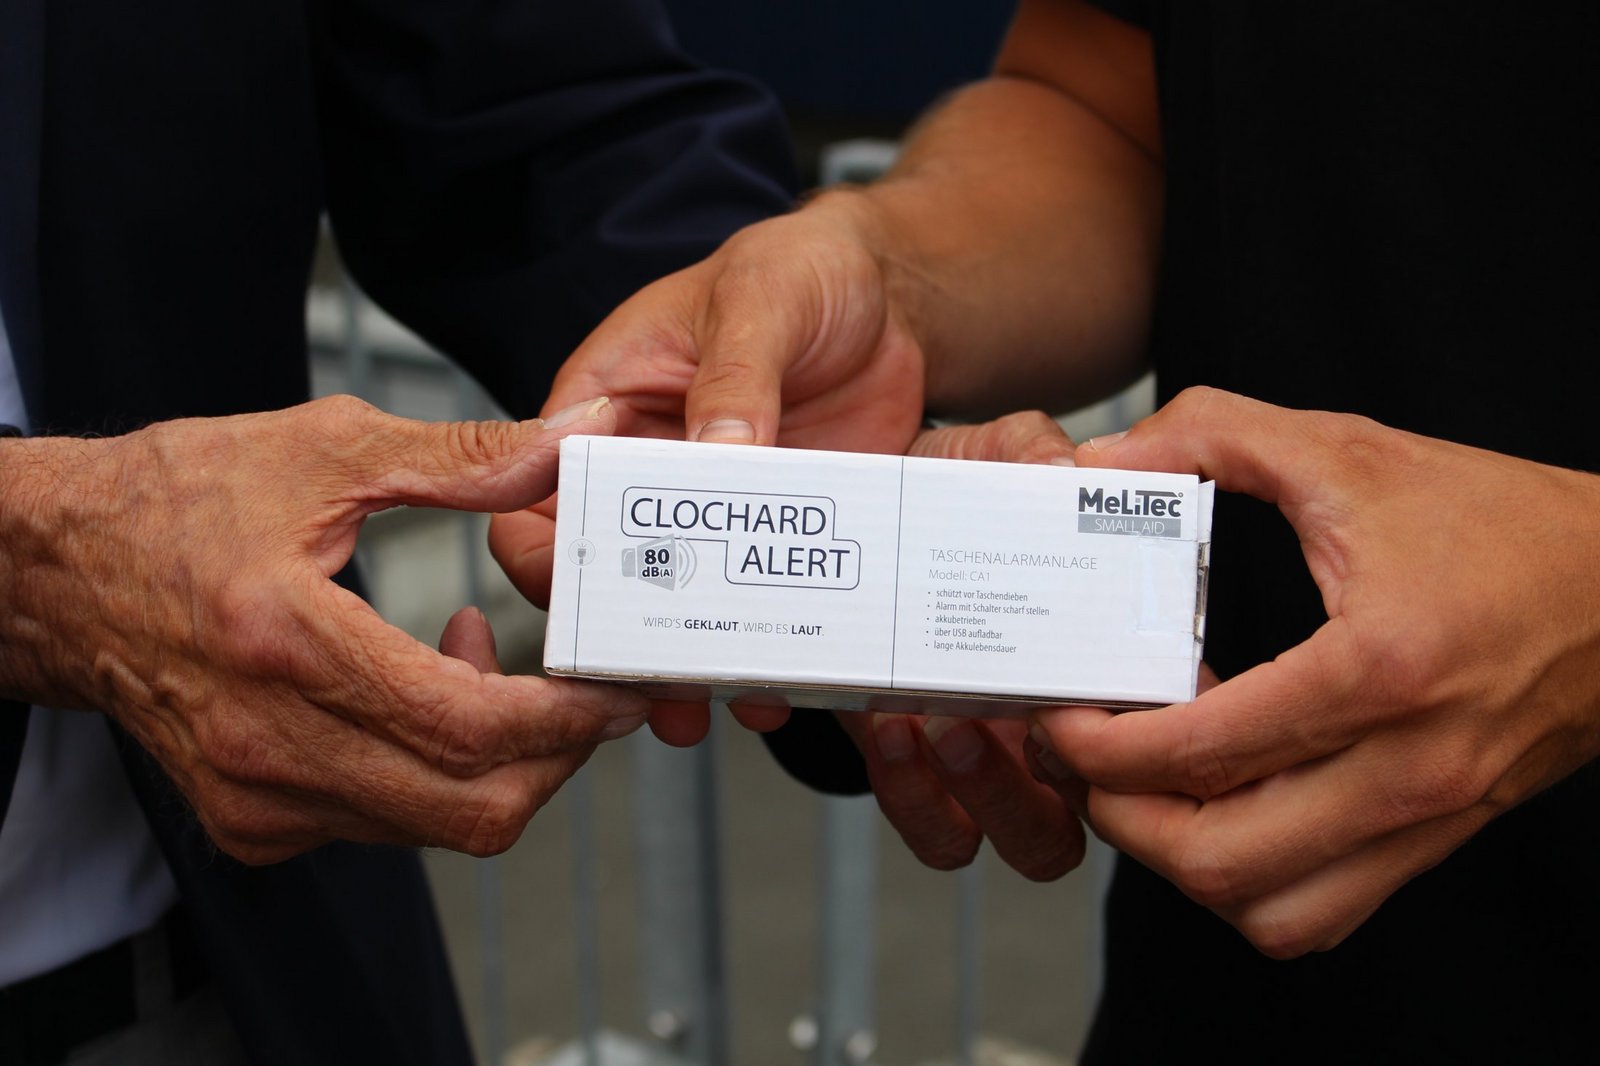 CLOCHARD
ALERT
80
dB(A)
WIRD'S GEKLAUT, WIRD ES LAUT.
MeLiTec
SMALL AID
TASCHENALARMANLAGE
Modell: CA1
• schützt vor Taschendieben
• Alarm mit Schalter scharf stellen
• akkubetrieben
• über USB aufladbar
• lange Akkulebensdauer